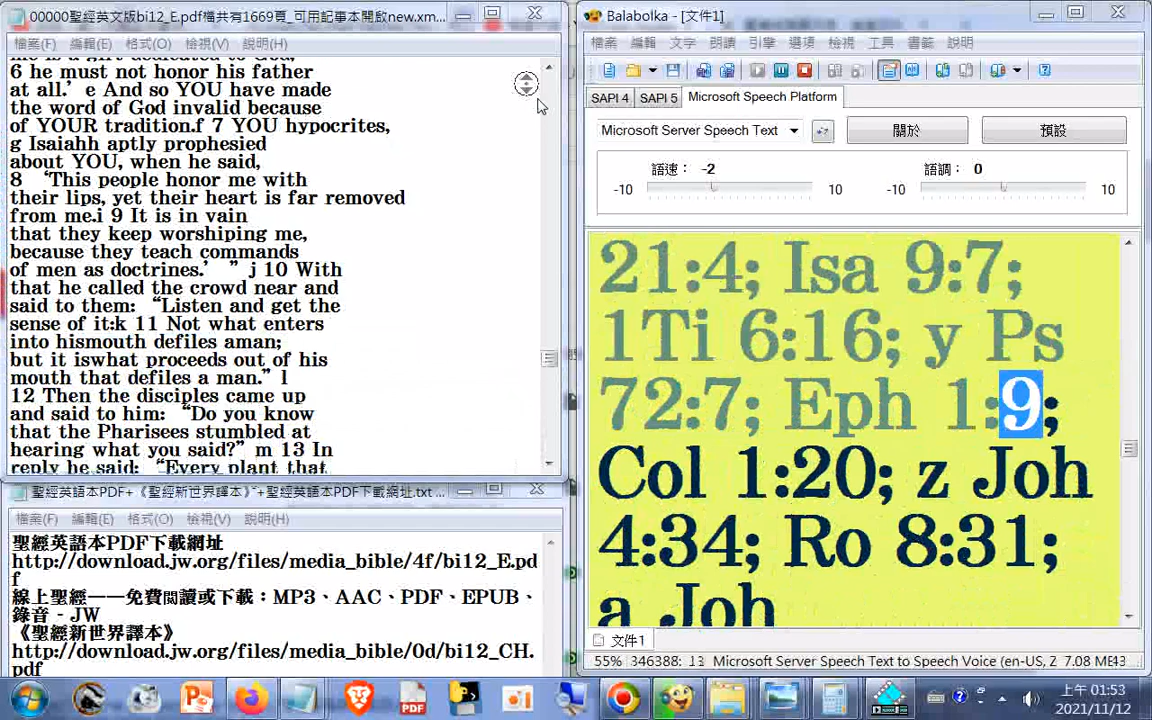 00000聖經英文版bi12_E.pdf檔共有1669頁_可用記事本開啟new.xm...
檔案(F) 編輯(E) 格式(O) 檢視(V) 說明(H)
6 he must not honor his father
at all.’ e And so YOU have made
the word of God invalid because
of YOUR tradition.f 7 YOU hypocrites,
g Isaiahh aptly prophesied
about YOU, when he said,
8 ‘This people honor me with
their lips, yet their heart is far removed
from me.i 9 It is in vain
that they keep worshiping me,
because they teach commands
of men as doctrines.’ ” j 10 With
that he called the crowd near and
said to them: “Listen and get the
sense of it:k 11 Not what enters
into hismouth defiles aman;
but it iswhat proceeds out of his
mouth that defiles a man.” l
12 Then the disciples came up
and said to him: “Do you know
that the Pharisees stumbled at
hearing what you said?” m 13 In
reply he said: “Every plant that
聖經英語本PDF+《聖經新世界譯本》"+聖經英語本PDF下載網址.txt ...
檔案(F) 編輯(E) 格式(O) 檢視(V) 說明(H)
聖經英語本PDF下載網址
http://download.jw.org/files/media_bible/4f/bi12_E.pd
f
線上聖經——免費閱讀或下載：MP3、AAC、PDF、EPUB、
錄音 - JW
《聖經新世界譯本》
http://download.jw.org/files/media_bible/0d/bi12_CH.
pdf
Balabolka - [文件1]
檔案 編輯 文字 朗讀 引擎 選項 檢視 工具 書籤 說明
SAPI 4 SAPI 5 Microsoft Speech Platform
Microsoft Server Speech Text 關於 預設
語速： -2 語調： 0
-10 10 -10 10
21:4; Isa 9:7;
1Ti 6:16; y Ps
72:7; Eph 1:9;
Col 1:20; z Joh
4:34; Ro 8:31;
a Joh
文件1
55% 346388: 13 Microsoft Server Speech Text to Speech Voice (en-US, Z 7.08 MB
上午 01:53
2021/11/12